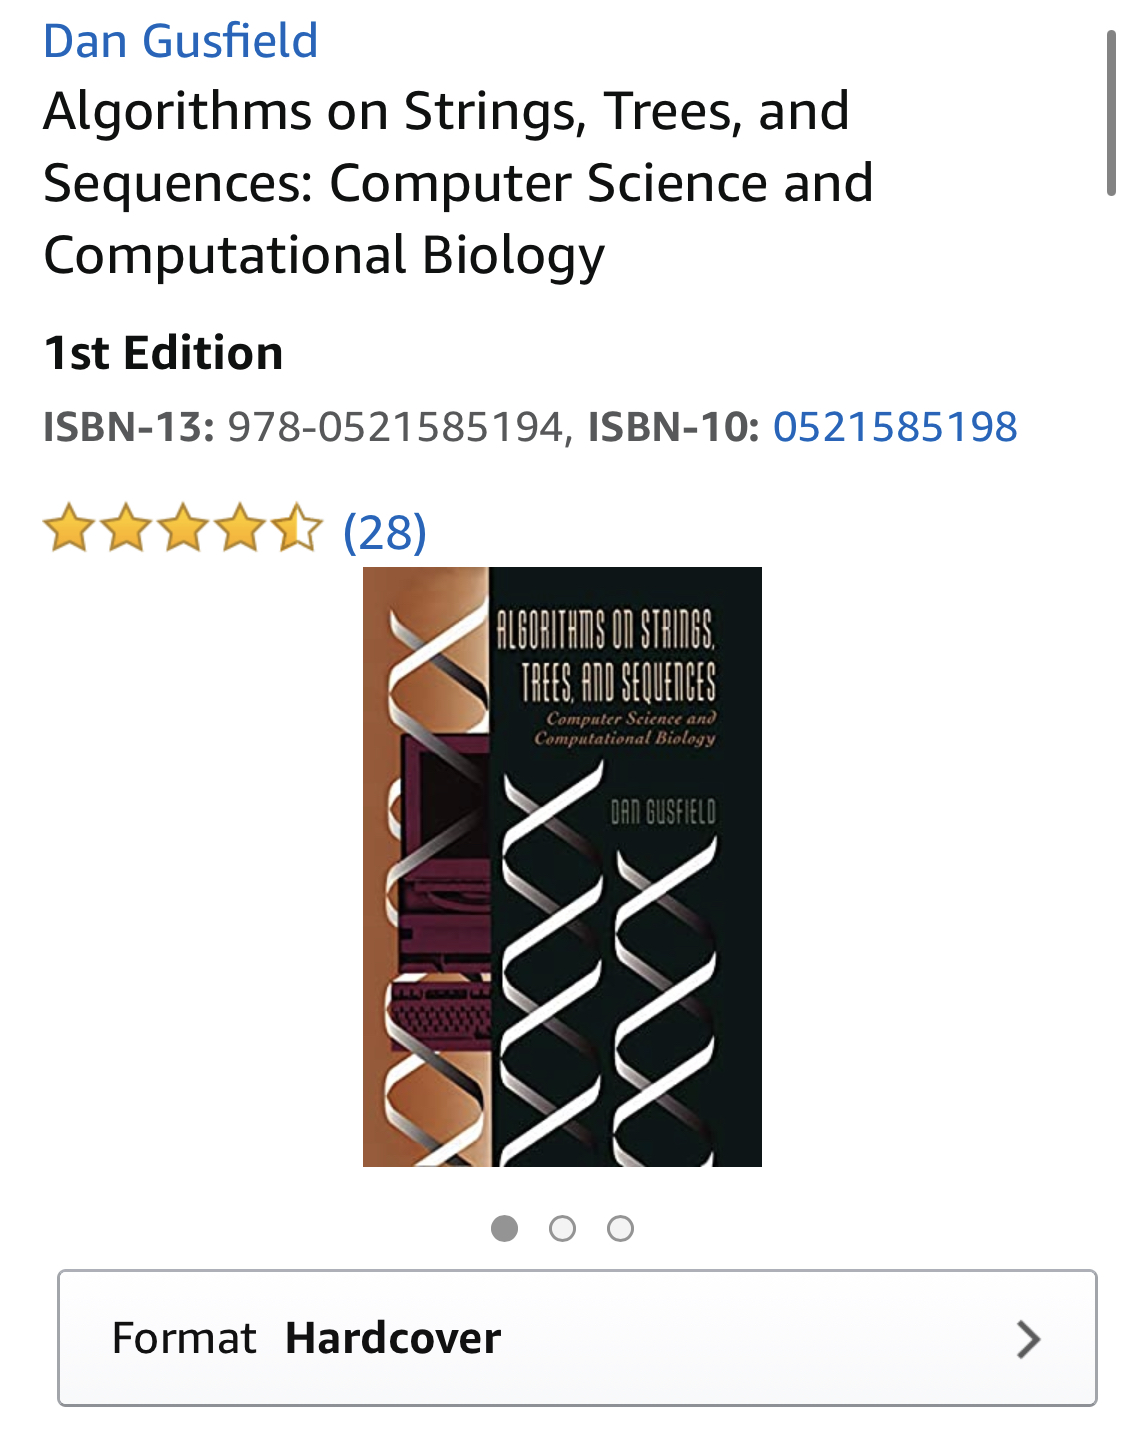 Dan Gusfield
Algorithms on Strings, Trees, and
Sequences: Computer Science and
Computational Biology
1st Edition
ISBN-13: 978-0521585194, ISBN-10: 0521585198
(28)
ALGORITHMS ON STRINGS,
TREES, AND SEQUENCES
Computer Science and
Computational Biology
DAN GUSFIELD
Format Hardcover